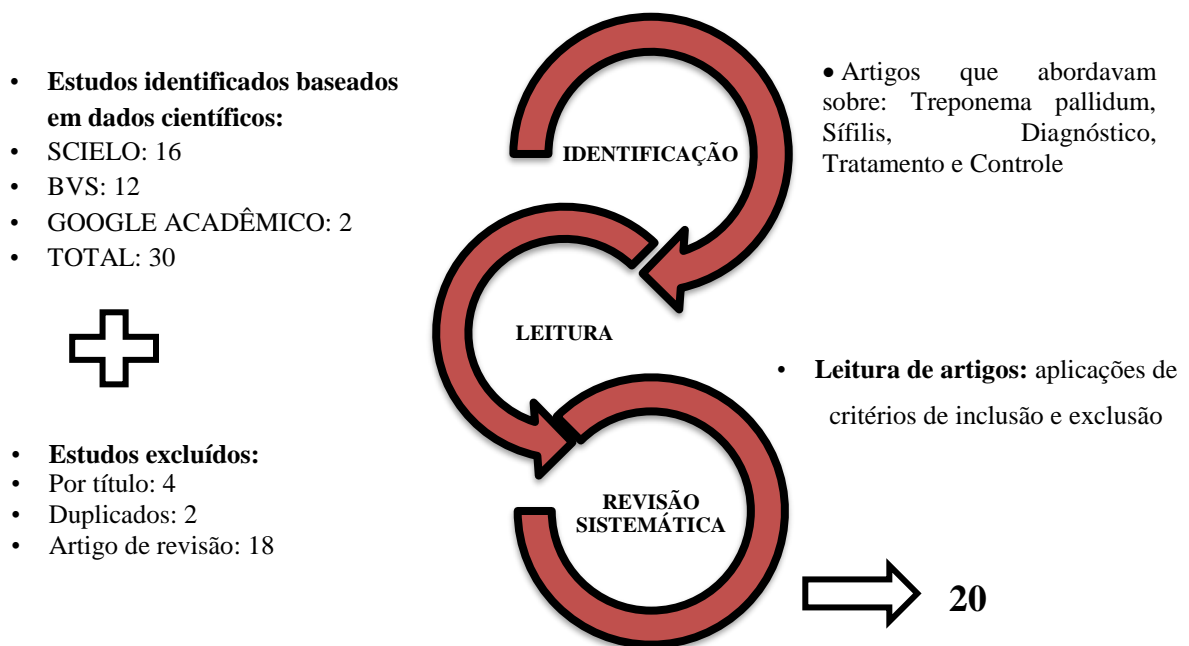 • Estudos identificados baseados
em dados científicos:
• SCIELO: 16
• BVS: 12
• GOOGLE ACADÊMICO: 2
• TOTAL: 30
• Estudos excluídos:
• Por título: 4
• Duplicados: 2
• Artigo de revisão: 18
IDENTIFICAÇÃO
LEITURA
REVISÃO
SISTEMÁTICA
• Artigos que abordavam
sobre: Treponema pallidum,
Sífilis, Diagnóstico,
Tratamento e Controle
• Leitura de artigos: aplicações de
critérios de inclusão e exclusão
20